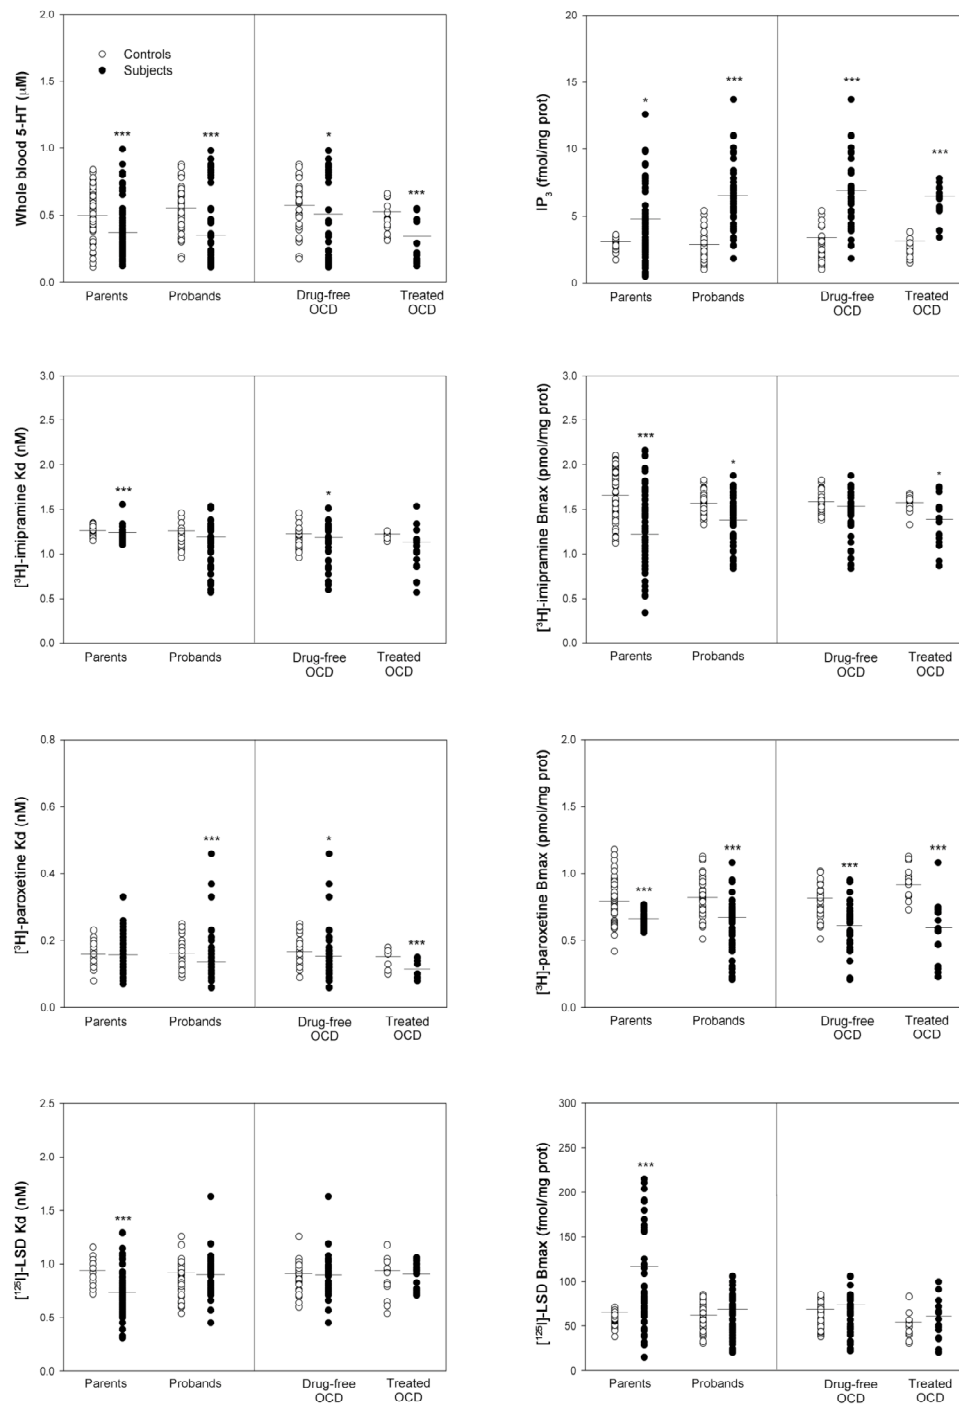 Whole blood 5-HT (µM)
2.0
1.5
1.0
0.5
0.0
Controls
Subjects
***
***
*
***
Parents
Probands
Drug-free
OCD
Treated
OCD
IP3 (fmol/mg prot)
20
15
10
5
0
*
***
***
***
Parents
Probands
Drug-free
OCD
Treated
OCD
[³H]-imipramine Kd (nM)
3.0
2.5
2.0
1.5
1.0
0.5
0.0
***
*
Parents
Probands
Drug-free
OCD
Treated
OCD
[³H]-imipramine Bmax (pmol/mg prot)
3.0
2.5
2.0
1.5
1.0
0.5
0.0
***
*
*
Parents
Probands
Drug-free
OCD
Treated
OCD
[³H]-paroxetine Kd (nM)
0.8
0.6
0.4
0.2
0.0
***
*
***
Parents
Probands
Drug-free
OCD
Treated
OCD
[³H]-paroxetine Bmax (pmol/mg prot)
2.0
1.5
1.0
0.5
0.0
***
***
***
***
Parents
Probands
Drug-free
OCD
Treated
OCD
[¹²⁵I]-LSD Kd (nM)
2.5
2.0
1.5
1.0
0.5
0.0
***
Parents
Probands
Drug-free
OCD
Treated
OCD
[¹²⁵I]-LSD Bmax (fmol/mg prot)
300
250
200
150
100
50
0
***
Parents
Probands
Drug-free
OCD
Treated
OCD